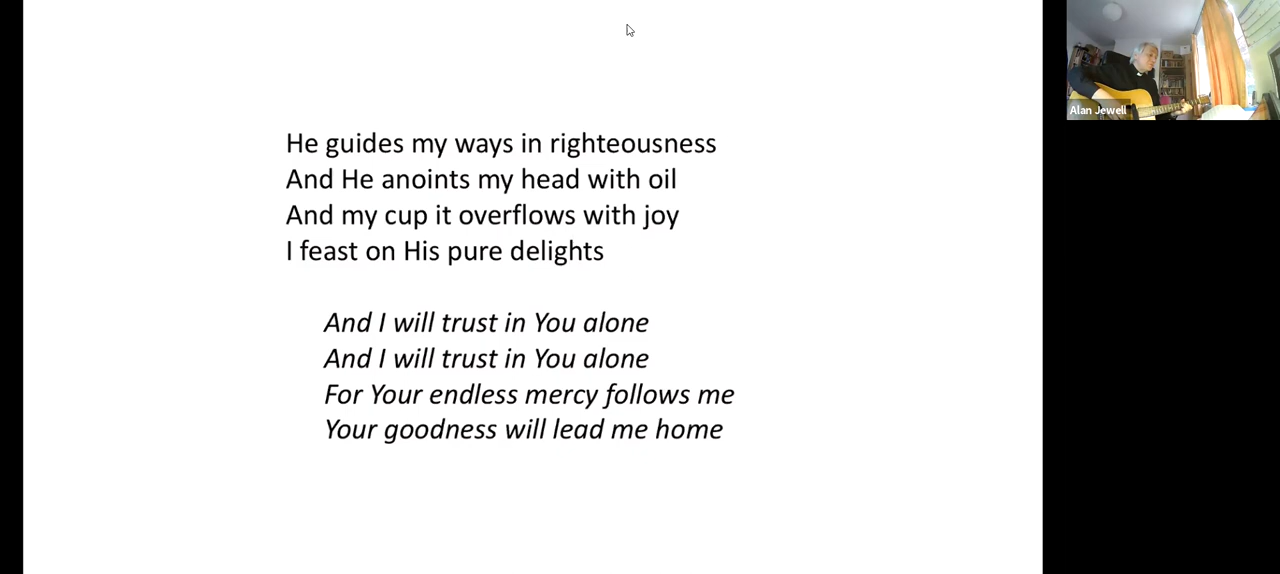 He guides my ways in righteousness
And He anoints my head with oil
And my cup it overflows with joy
I feast on His pure delights
And I will trust in You alone
And I will trust in You alone
For Your endless mercy follows me
Your goodness will lead me home
Alan Jewell